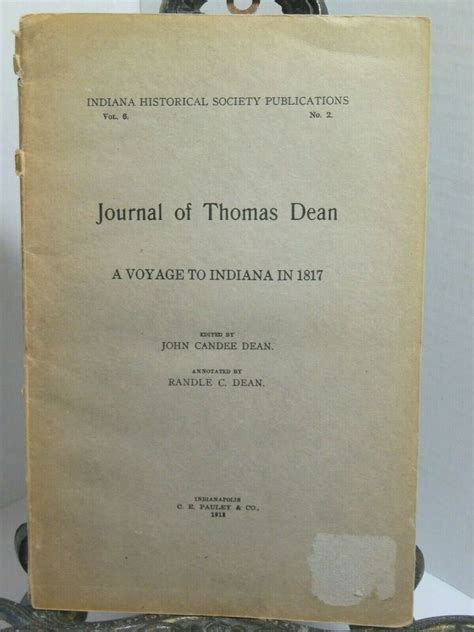 INDIANA HISTORICAL SOCIETY PUBLICATIONS
VOL. 6. No. 2.
Journal of Thomas Dean
A VOYAGE TO INDIANA IN 1817
EDITED BY
JOHN CANDEE DEAN.
ANNOTATED BY
RANDLE C. DEAN.
INDIANAPOLIS
C. E. PAULEY & CO.,
1918